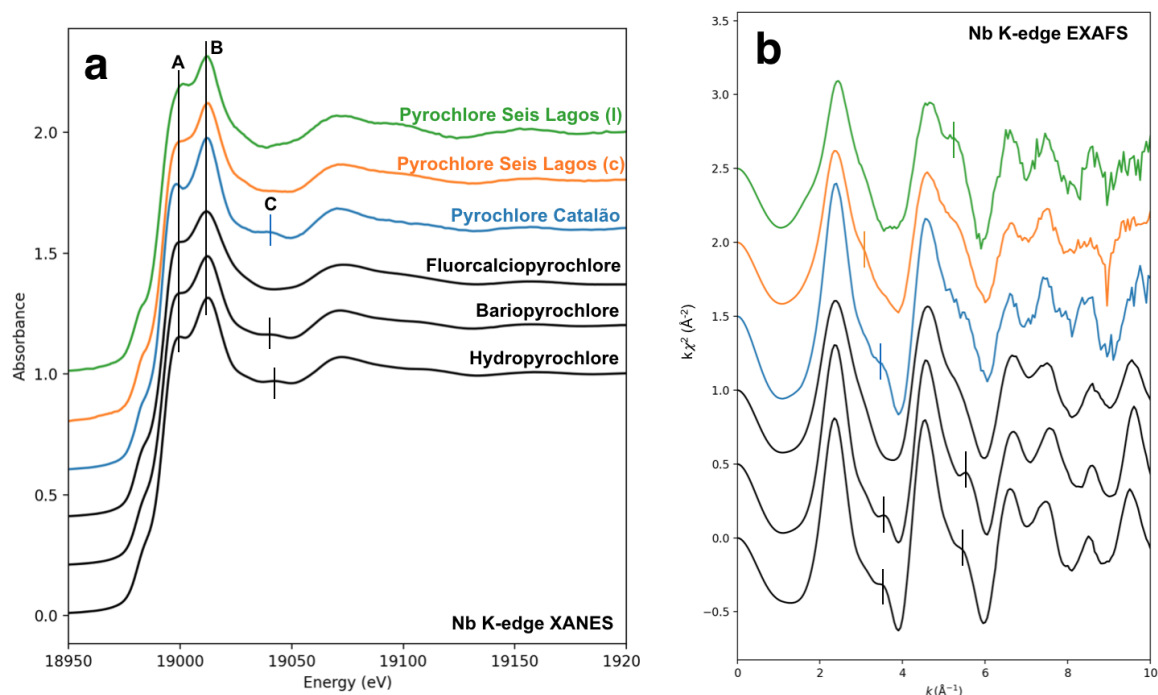 a
A
B
Pyrochlore Seis Lagos (l)
Pyrochlore Seis Lagos (c)
C
Pyrochlore Catalão
Fluorcalciopyrochlore
Bariopyrochlore
Hydropyrochlore
Nb K-edge XANES
Absorbance
2.0
1.5
1.0
0.5
0.0
18950 19000 19050 19100 19150 1920
Energy (eV)
b
Nb K-edge EXAFS
kχ² (Å⁻²)
3.5
3.0
2.5
2.0
1.5
1.0
0.5
0.0
−0.5
0 2 4 6 8 10
k(Å⁻¹)